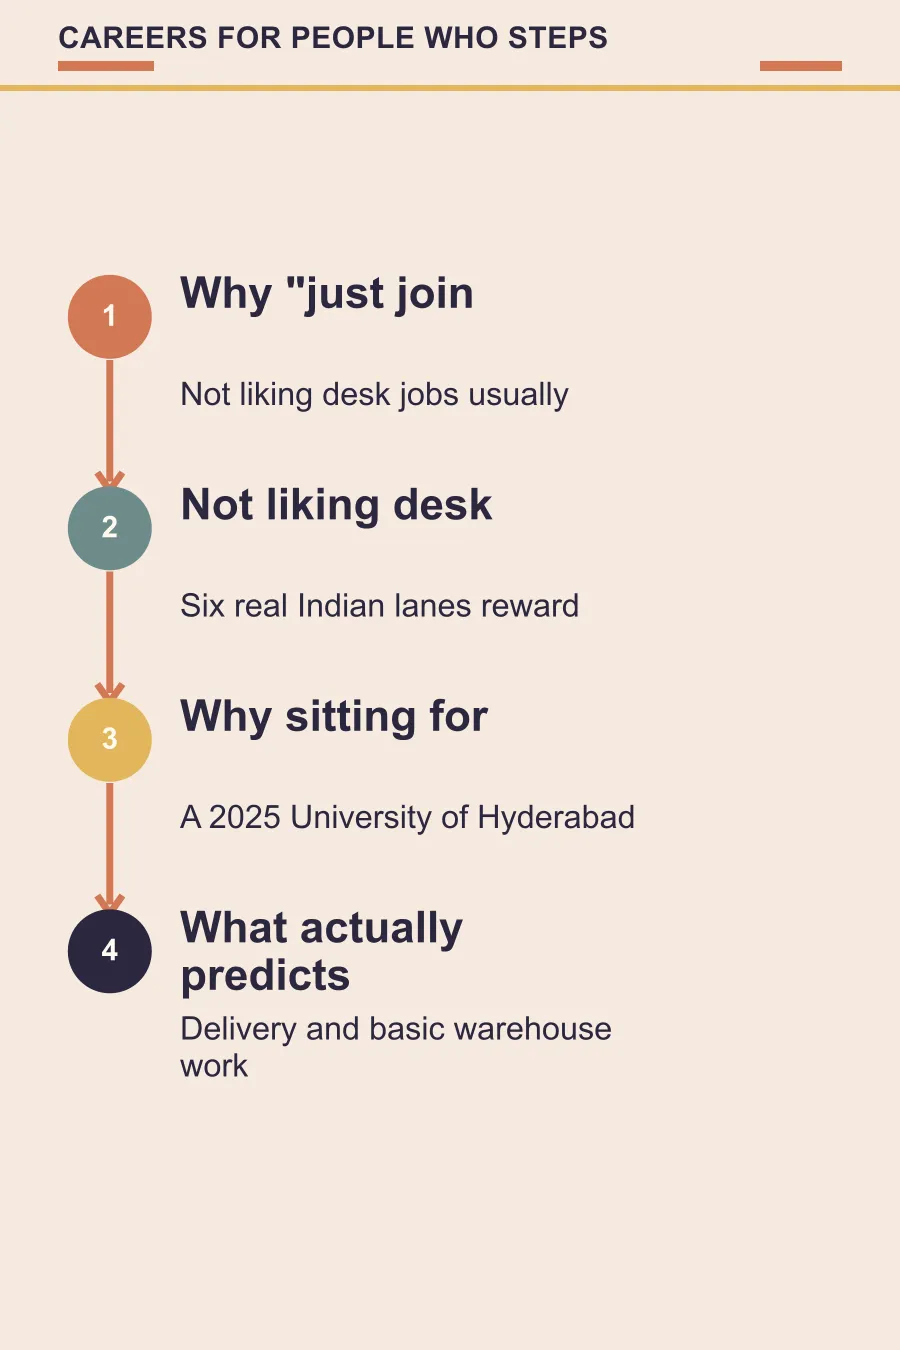 CAREERS FOR PEOPLE WHO STEPS
1
Why "just join
Not liking desk jobs usually
2
Not liking desk
Six real Indian lanes reward
3
Why sitting for
A 2025 University of Hyderabad
4
What actually
predicts
Delivery and basic warehouse
work